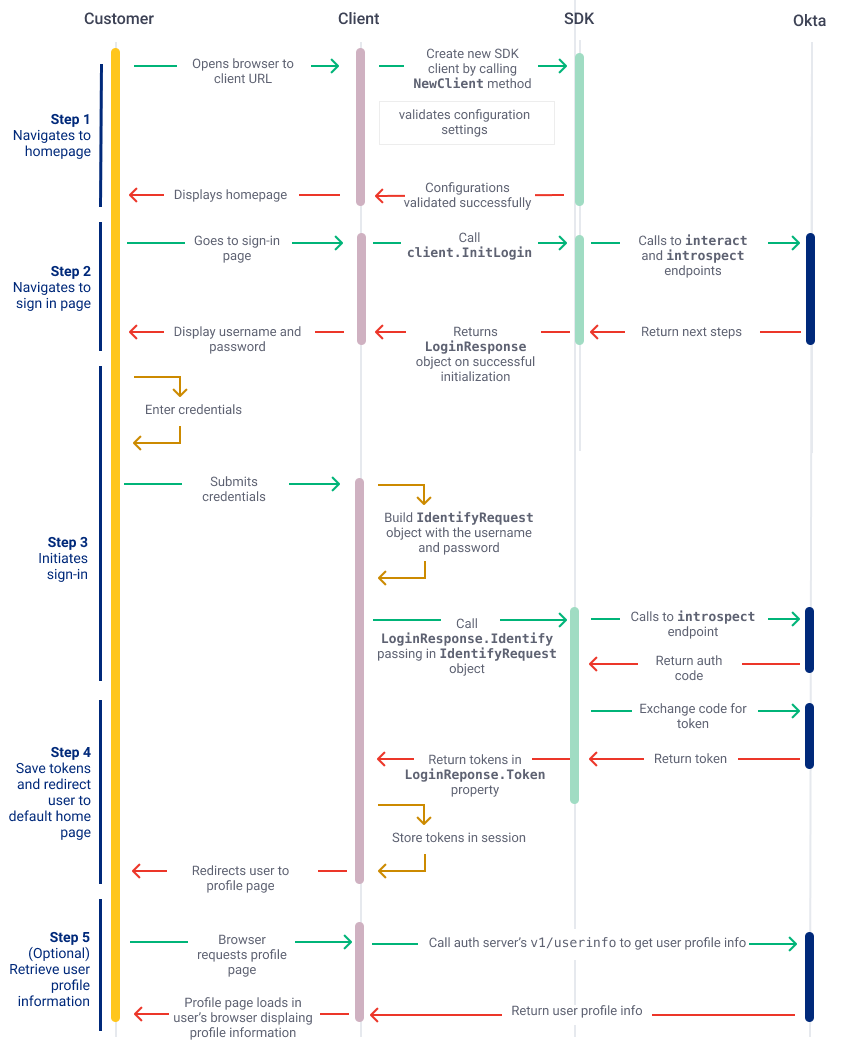 Customer
Client
SDK
Okta
Step 1
Navigates to
homepage
Opens browser to
client URL
Create new SDK
client by calling
NewClient method
validates configuration
settings
Displays homepage
Configurations
validated successfully
Step 2
Navigates to
sign in page
Goes to sign-in
page
Call
client.InitLogin
Calls to interact
and introspect
endpoints
Display username and
password
Returns
LoginResponse
object on successful
initialization
Return next steps
Step 3
Initiates
sign-in
Enter credentials
Submits
credentials
Build IdentifyRequest
object with the username
and password
Call
LoginResponse.Identify
passing in IdentifyRequest
object
Calls to introspect
endpoint
Return auth
code
Step 4
Save tokens
and redirect
user to
default home
page
Exchange code for
token
Return tokens in
LoginReponse.Token
property
Return token
Store tokens in session
Redirects user to
profile page
Step 5
(Optional)
Retrieve user
profile
information
Browser
requests profile
page
Call auth server's v1/userinfo to get user profile info
Profile page loads in
user's browser displaing
profile information
Return user profile info